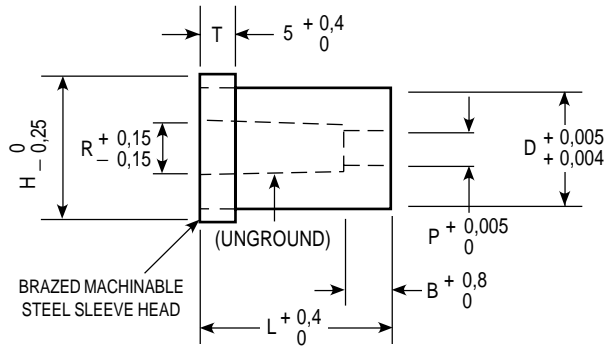 T 5 + 0,4
0
H 0
– 0,25
R + 0,15
– 0,15
D + 0,005
+ 0,004
(UNGROUND)
P + 0,005
0
BRAZED MACHINABLE
STEEL SLEEVE HEAD
B + 0,8
0
L + 0,4
0